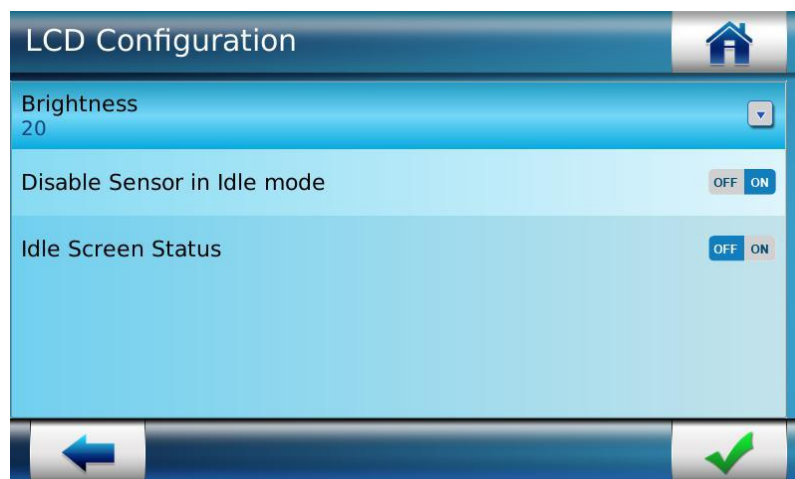 LCD Configuration
Brightness
20
Disable Sensor in Idle mode
OFF ON
Idle Screen Status
OFF ON